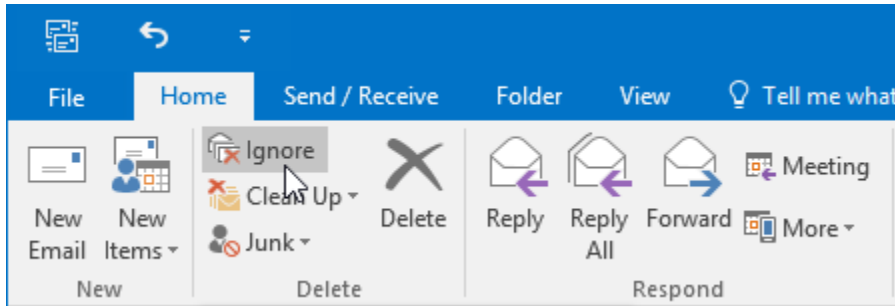 File Home Send / Receive Folder View Tell me what
Ignore Meeting
Clean Up
New Email New Items Delete Reply Reply All Forward More
Junk
New Delete Respond